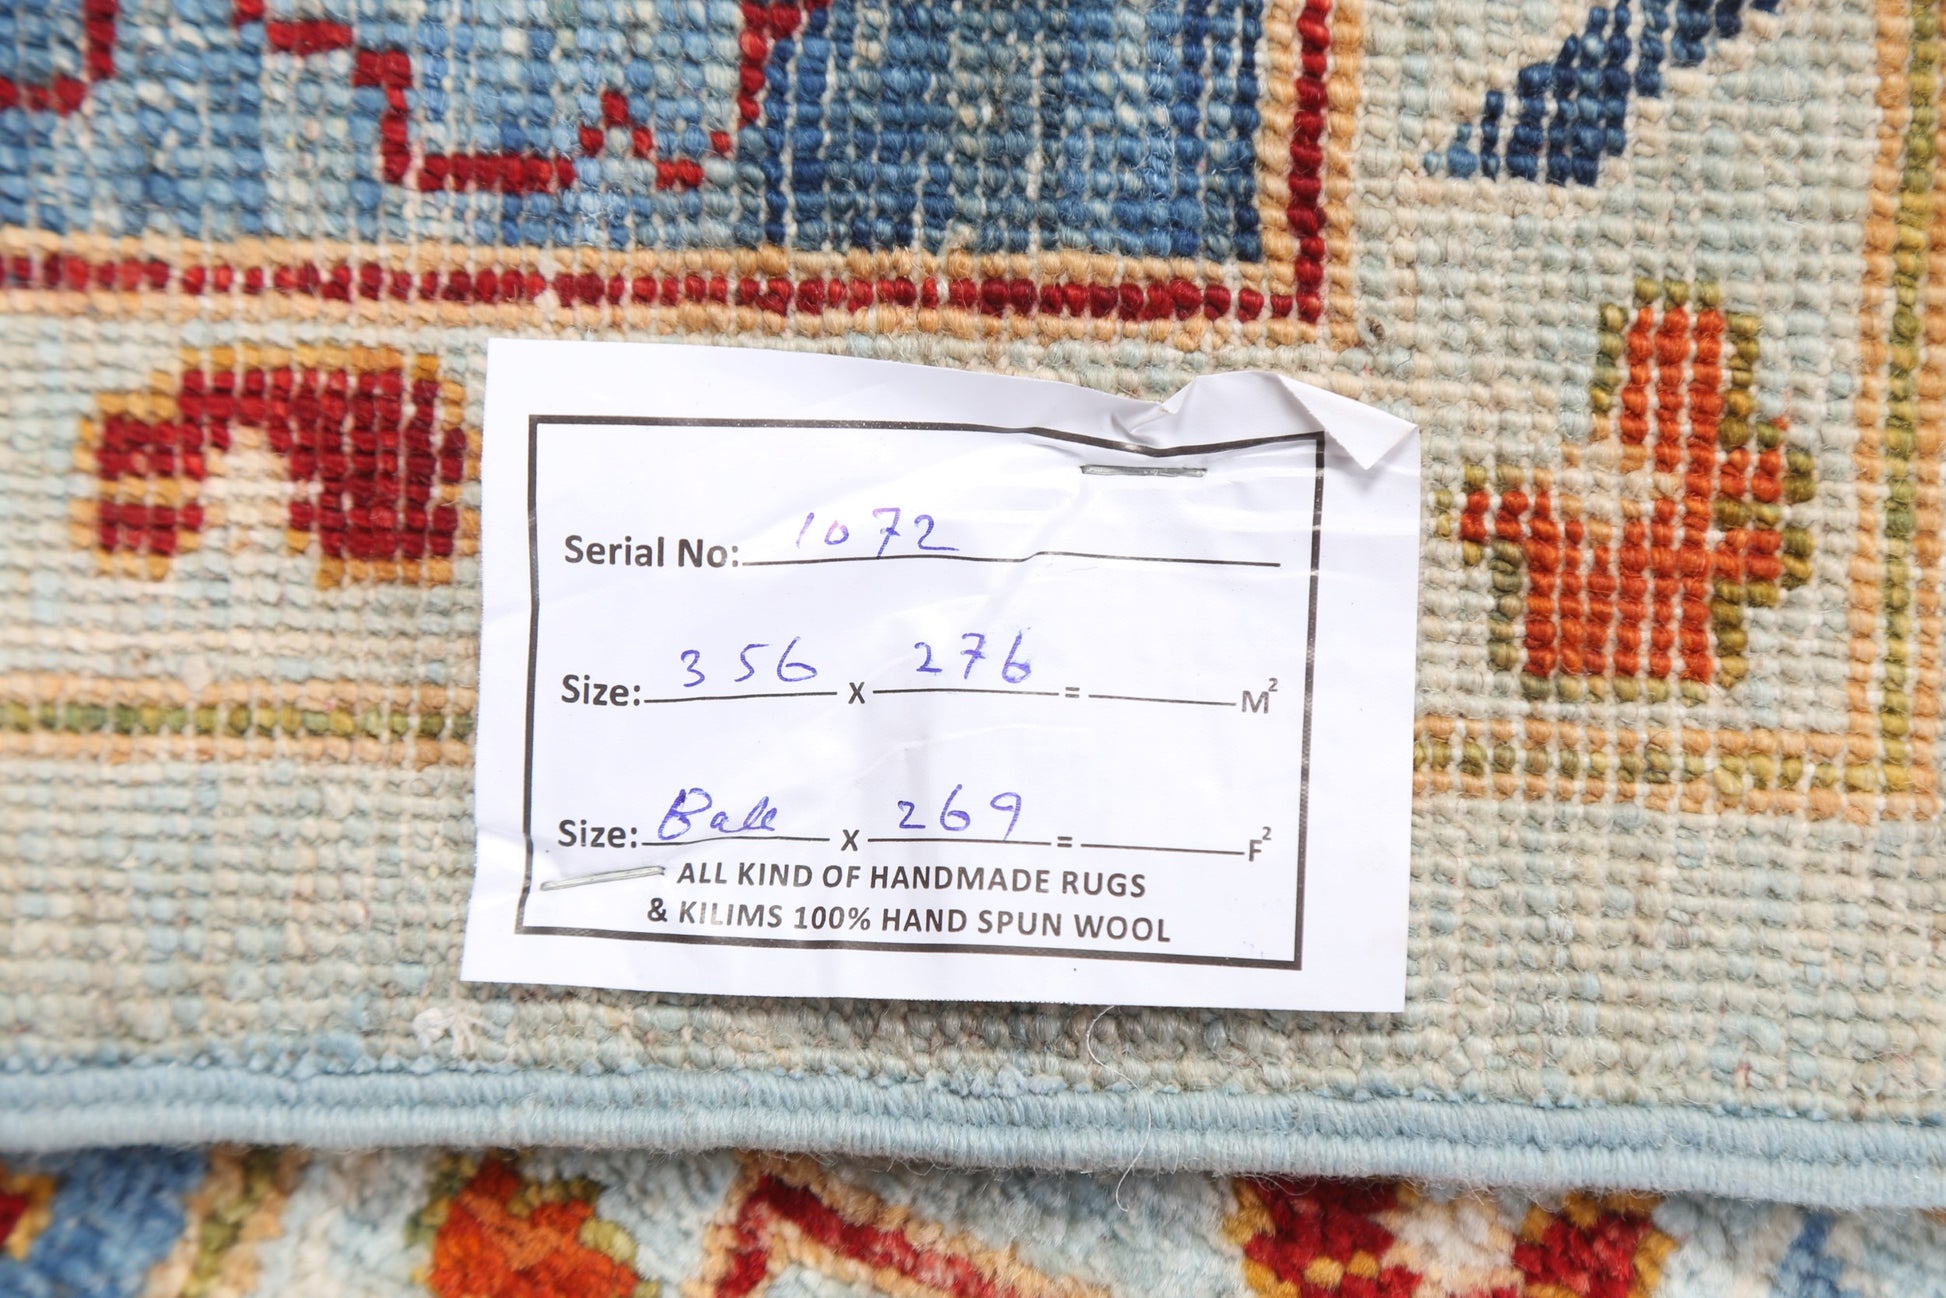 Serial No: 1072
Size: 356 x 276 = M²
Size: Bale x 269 = F²
ALL KIND OF HANDMADE RUGS
& KILIMS 100% HAND SPUN WOOL